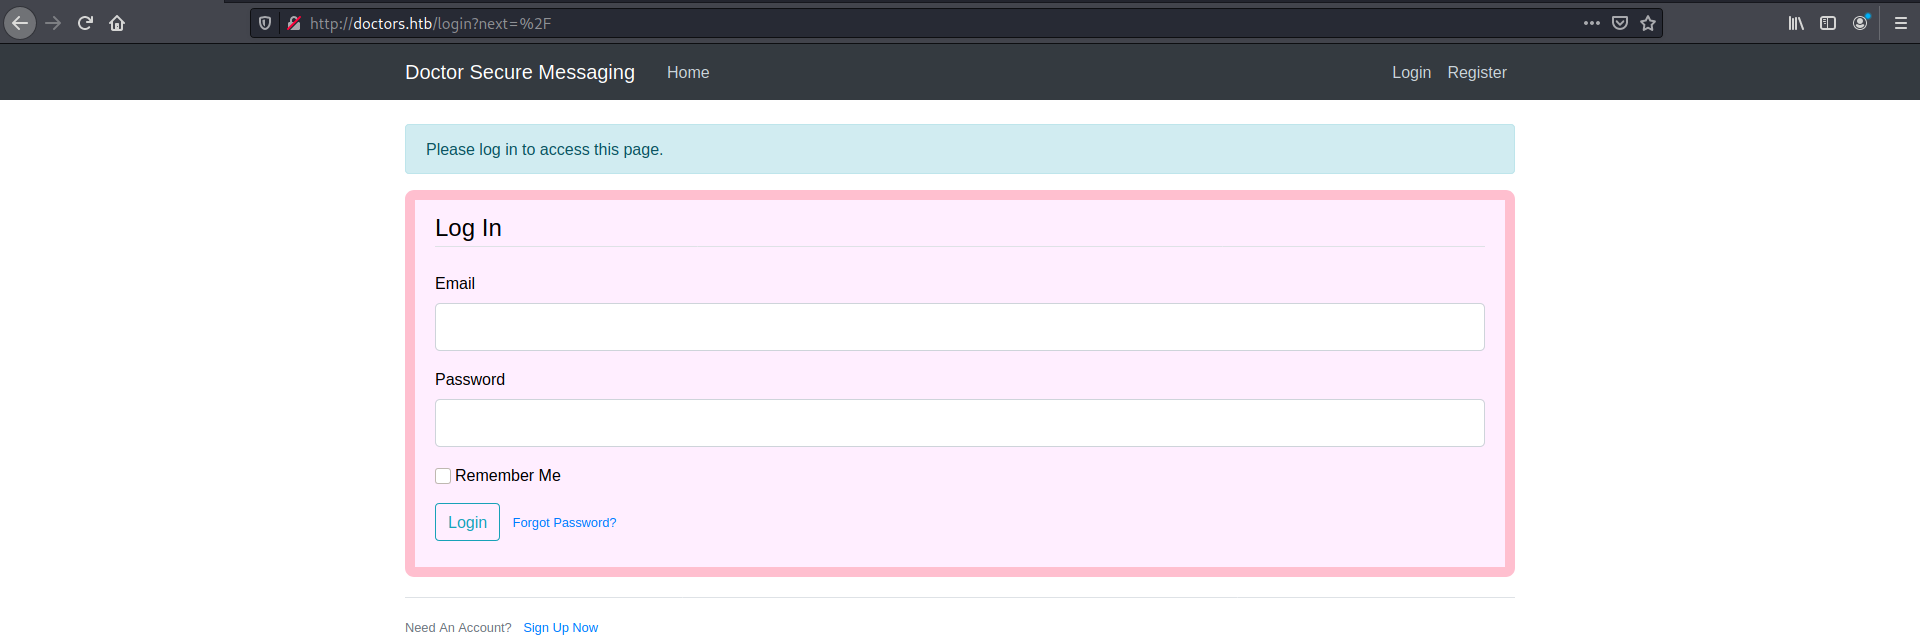 http://doctors.htb/login?next=%2F
Doctor Secure Messaging Home Login Register
Please log in to access this page.
Log In
Email
Password
Remember Me
Login Forgot Password?
Need An Account? Sign Up Now